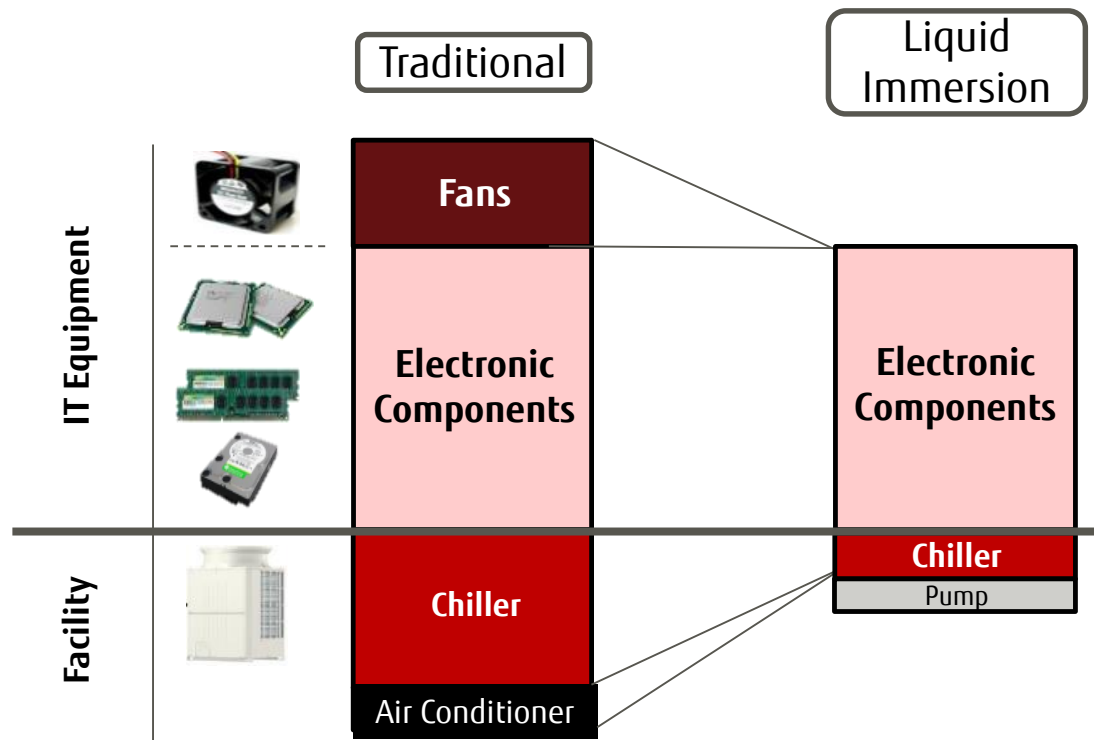 Traditional
Liquid
Immersion
IT Equipment
Fans
Electronic
Components
Electronic
Components
Facility
Chiller
Air Conditioner
Chiller
Pump